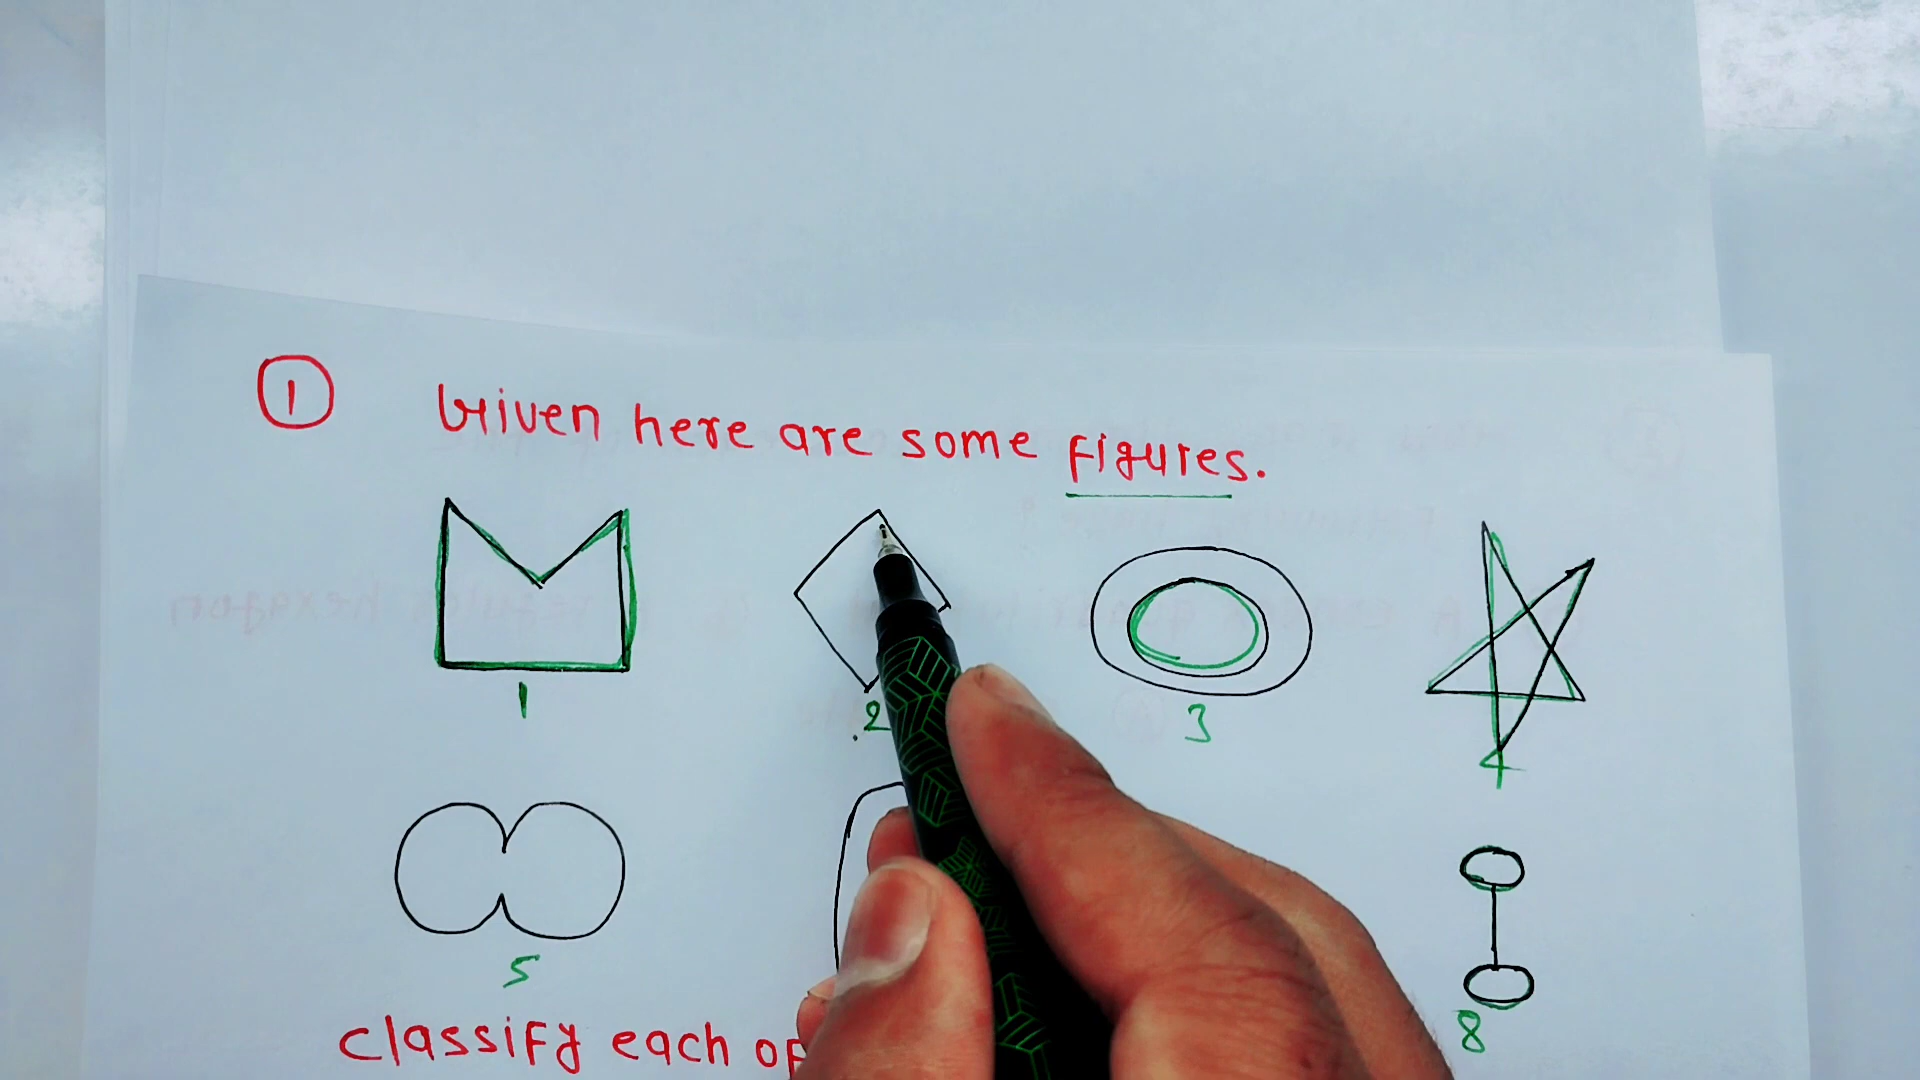 1 Given here are some figures.
1 2 3 4
5 8
classify each of